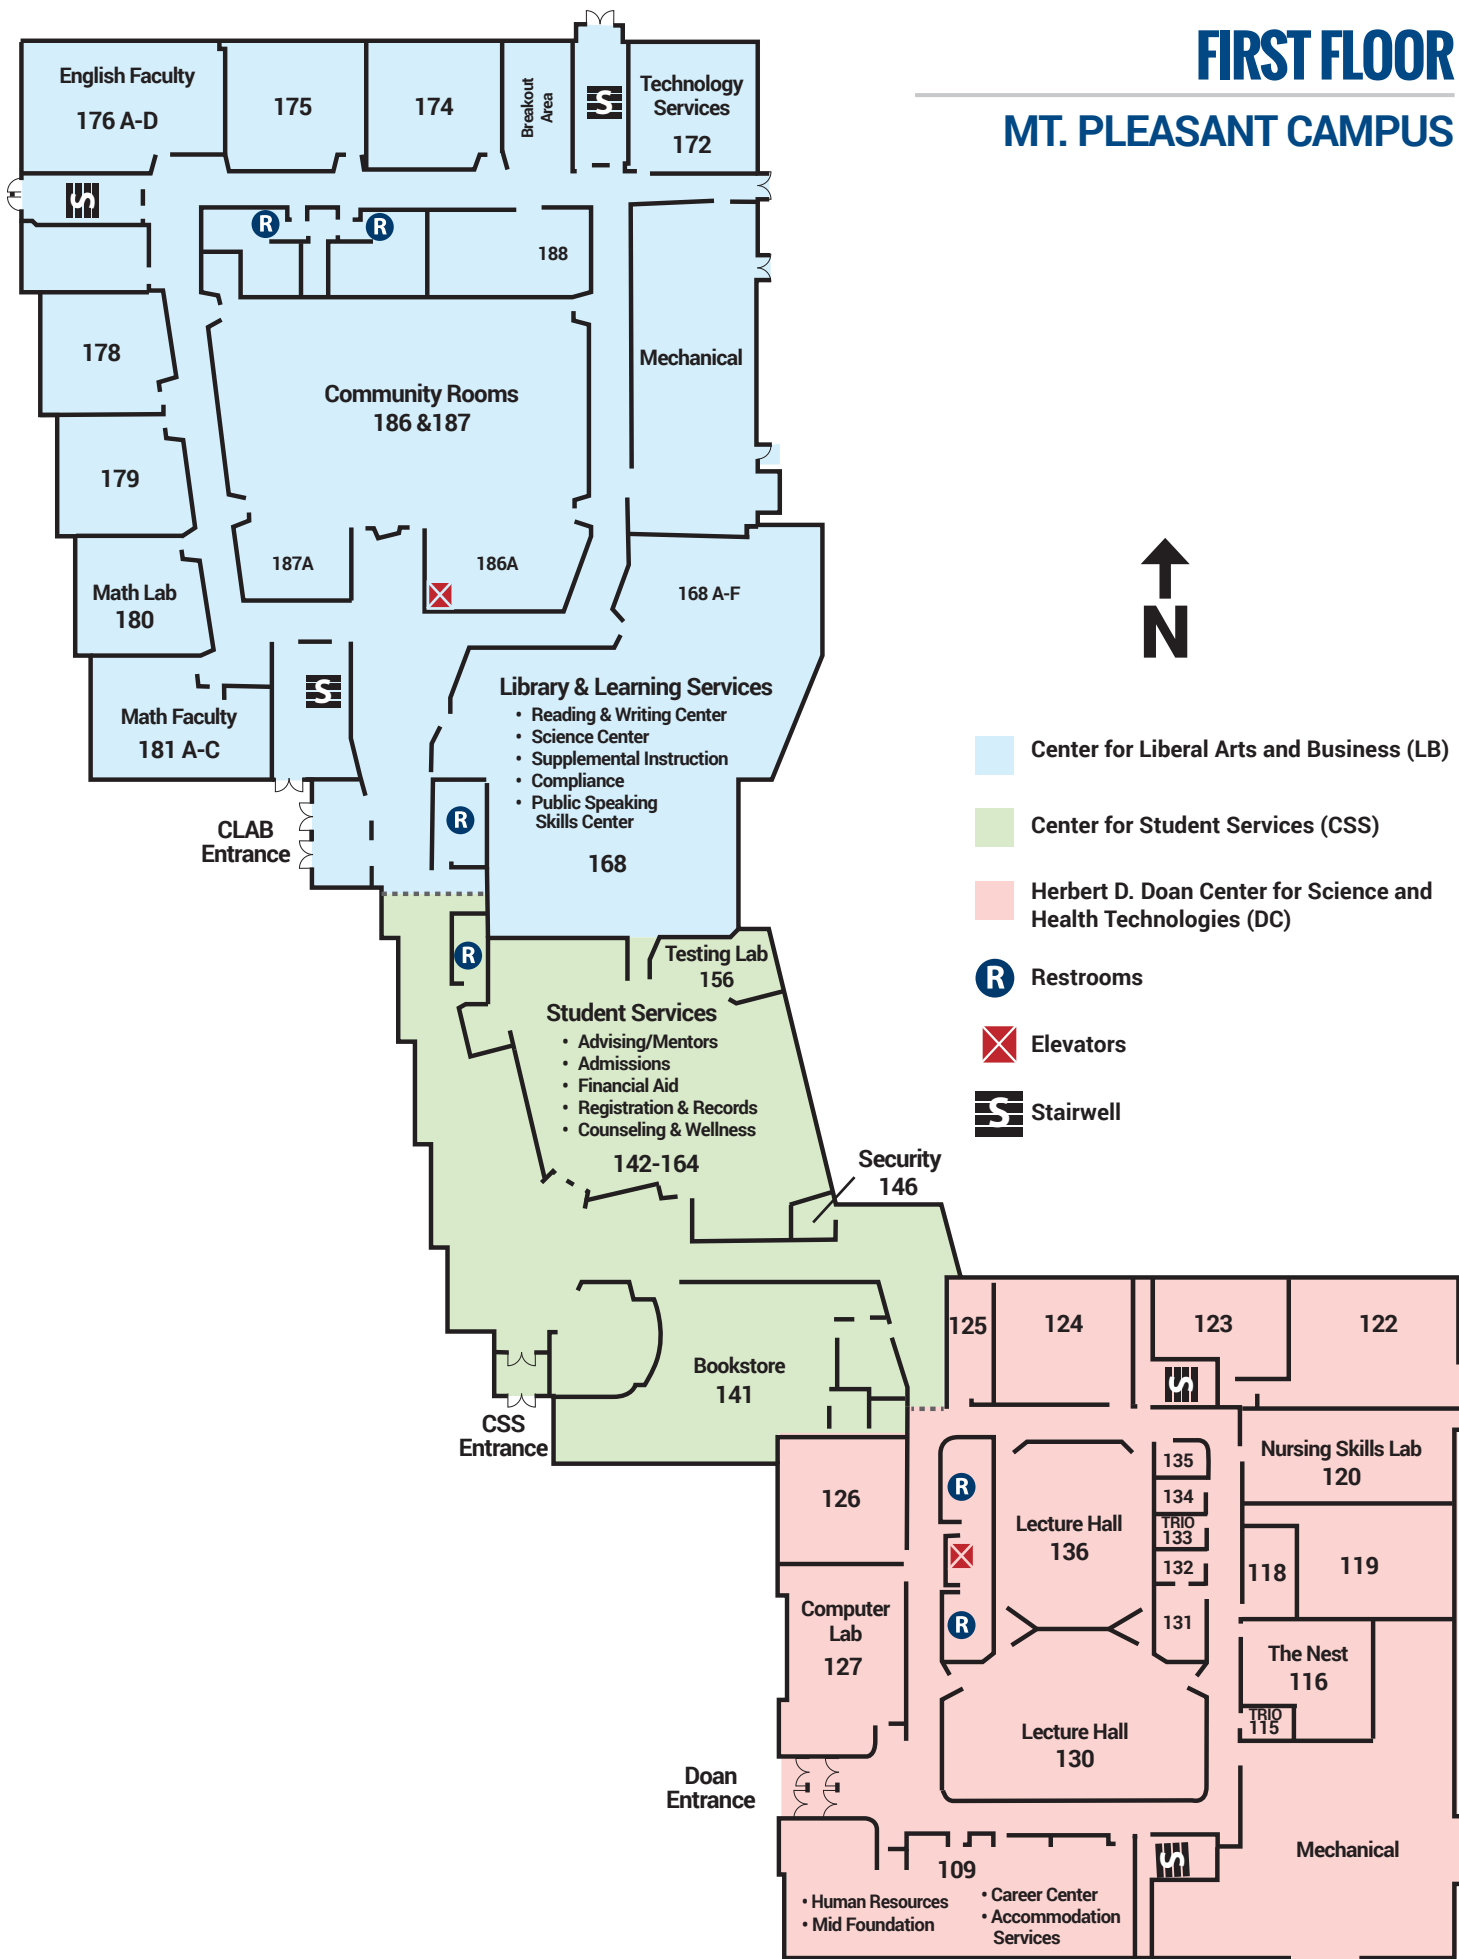 FIRST FLOOR
MT. PLEASANT CAMPUS
English Faculty
176 A-D
175
174
Breakout
Area
S
Technology
Services
172
S
R
R
188
178
Mechanical
Community Rooms
186 &187
179
187A
186A
168 A-F
Math Lab
180
N
S
Math Faculty
181 A-C
Library & Learning Services
• Reading & Writing Center
• Science Center
• Supplemental Instruction
• Compliance
• Public Speaking
Skills Center
168
R
CLAB
Entrance
Center for Liberal Arts and Business (LB)
Center for Student Services (CSS)
Herbert D. Doan Center for Science and
Health Technologies (DC)
R Restrooms
Elevators
S Stairwell
R
Testing Lab
156
Student Services
• Advising/Mentors
• Admissions
• Financial Aid
• Registration & Records
• Counseling & Wellness
142-164
Security
146
125
124
123
122
S
Bookstore
141
CSS
Entrance
126
R
Lecture Hall
136
135
134
TRIO
133
132
131
Nursing Skills Lab
120
118
119
Computer
Lab
127
R
The Nest
116
TRIO
115
Lecture Hall
130
Doan
Entrance
S
Mechanical
109
• Human Resources
• Mid Foundation
• Career Center
• Accommodation
Services